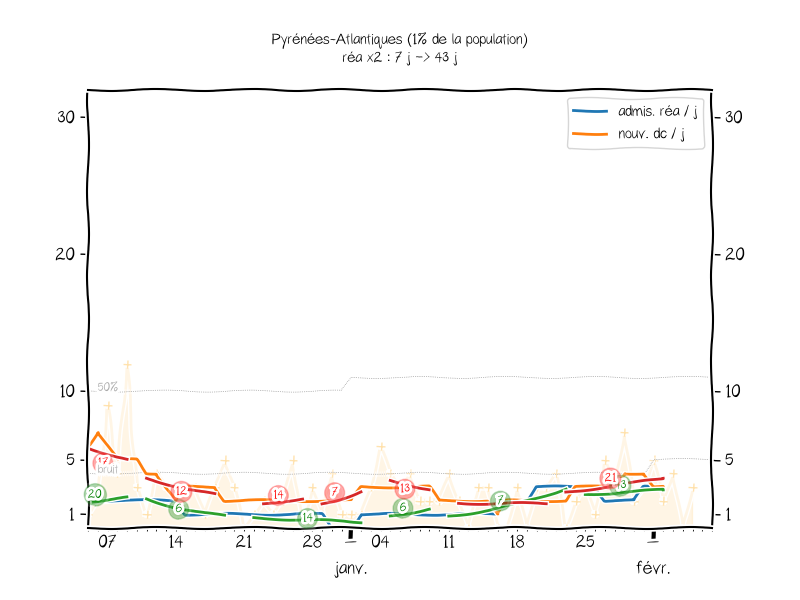 Pyrénées-Atlantiques (1% de la population)
réa x2 : 7 j -> 43 j
admis. réa / j
nouv. dc / j
30 30
20 20
10 10
5 5
1 1
50%
bruit
17
20
12
6
14
14
7
13
6
7
21
3
07 14 21 28 04 11 18 25
janv. févr.